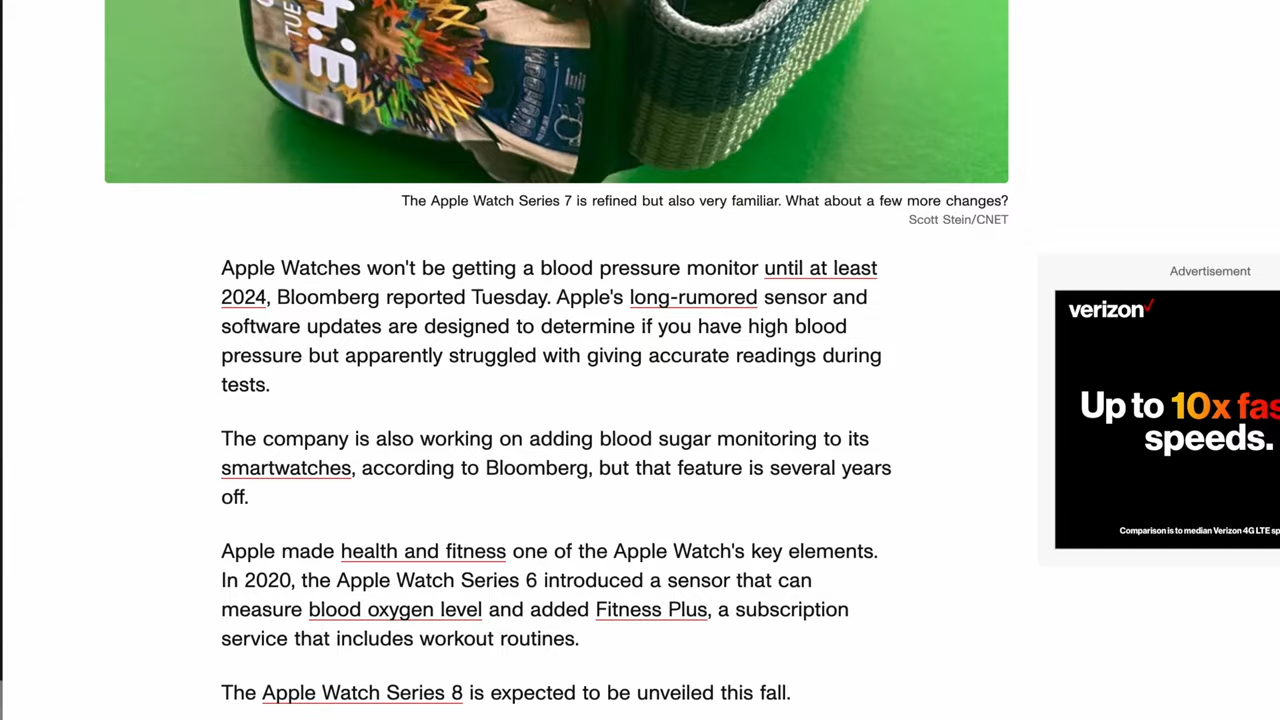 TUE
3:4
The Apple Watch Series 7 is refined but also very familiar. What about a few more changes?
Scott Stein/CNET
Apple Watches won't be getting a blood pressure monitor until at least
2024, Bloomberg reported Tuesday. Apple's long-rumored sensor and
software updates are designed to determine if you have high blood
pressure but apparently struggled with giving accurate readings during
tests.
The company is also working on adding blood sugar monitoring to its
smartwatches, according to Bloomberg, but that feature is several years
off.
Apple made health and fitness one of the Apple Watch's key elements.
In 2020, the Apple Watch Series 6 introduced a sensor that can
measure blood oxygen level and added Fitness Plus, a subscription
service that includes workout routines.
The Apple Watch Series 8 is expected to be unveiled this fall.
Advertisement
verizon
Up to 10x fas
speeds.
Comparison is to median Verizon 4G LTE sp